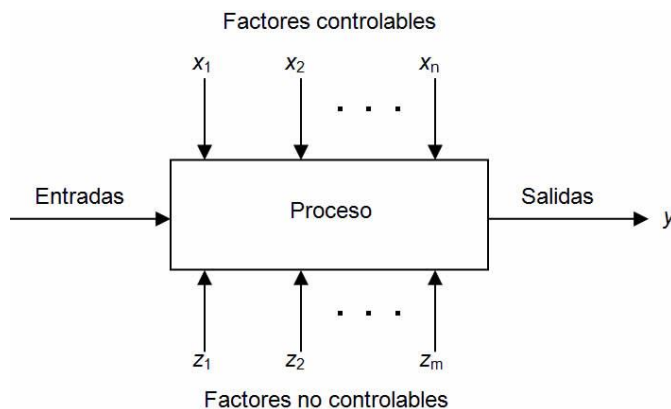 Factores controlables
x₁ x₂ . . . xₙ
Entradas Proceso Salidas y
. . .
z₁ z₂ zₘ
Factores no controlables